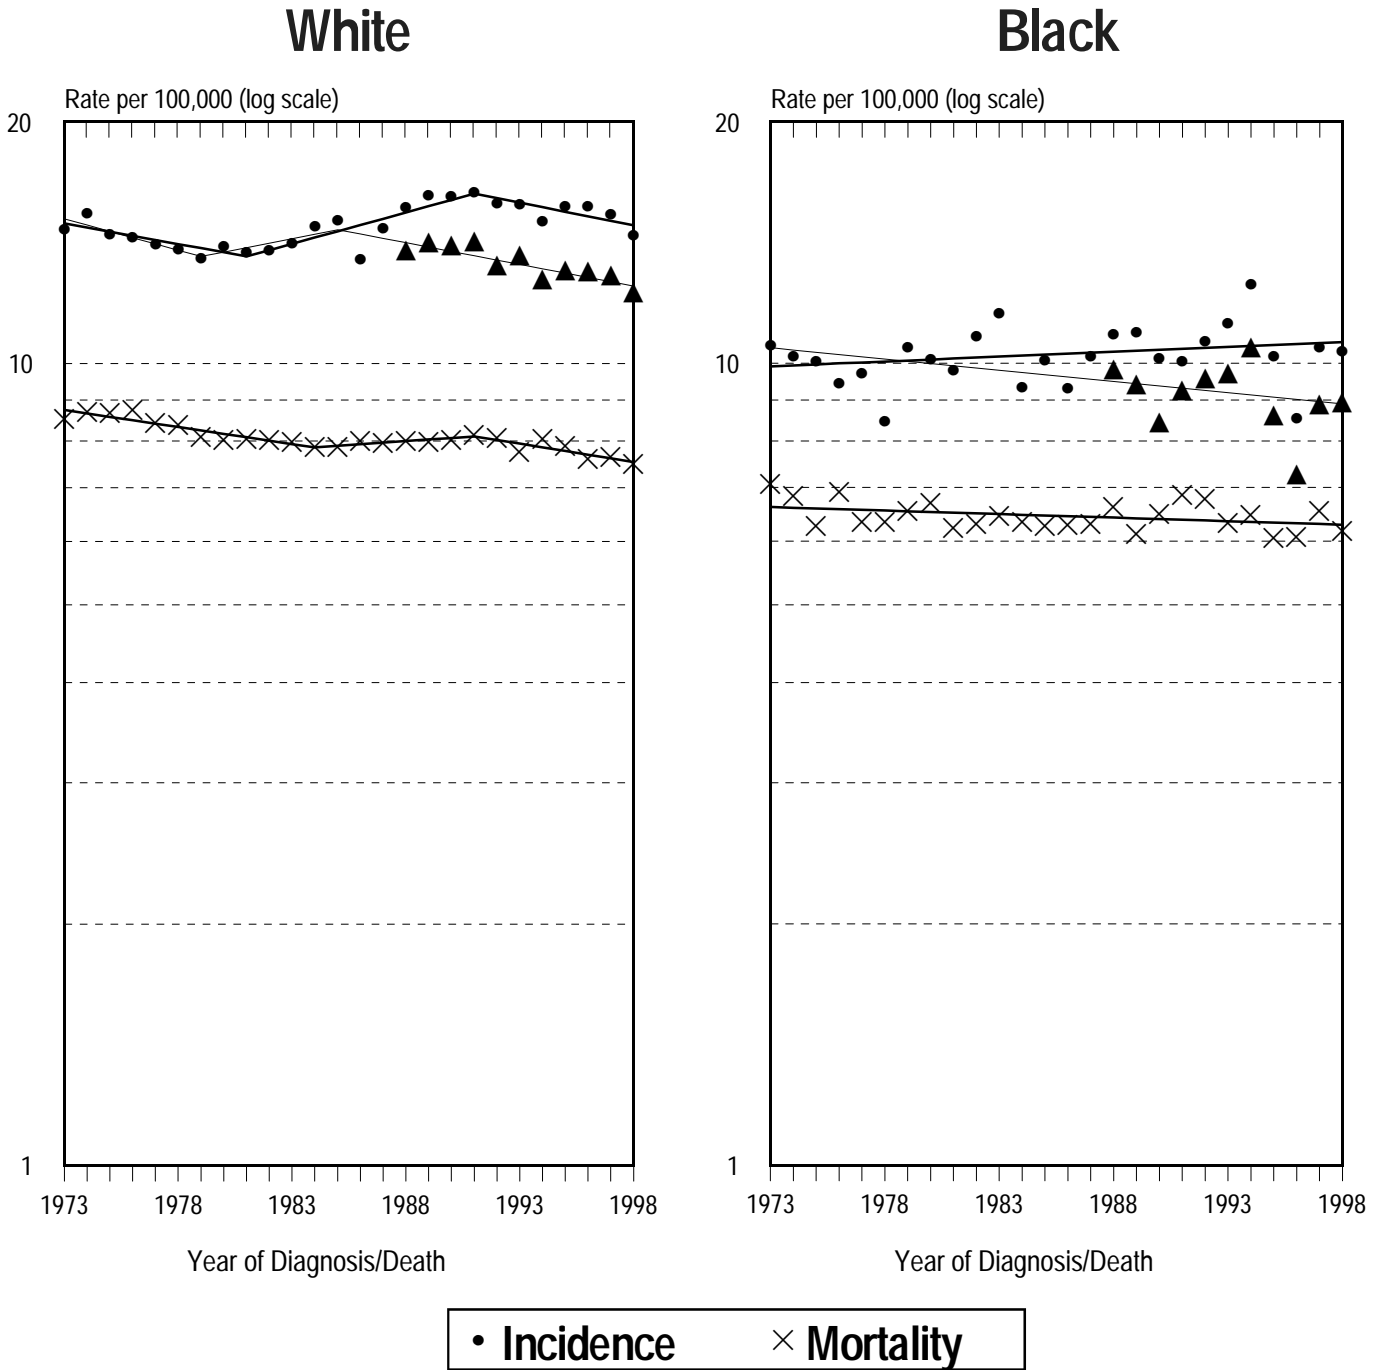 White
Black
Rate per 100,000 (log scale)
Rate per 100,000 (log scale)
20
20
10
10
1
1
1973 1978 1983 1988 1993 1998
1973 1978 1983 1988 1993 1998
Year of Diagnosis/Death
Year of Diagnosis/Death
Incidence
Mortality